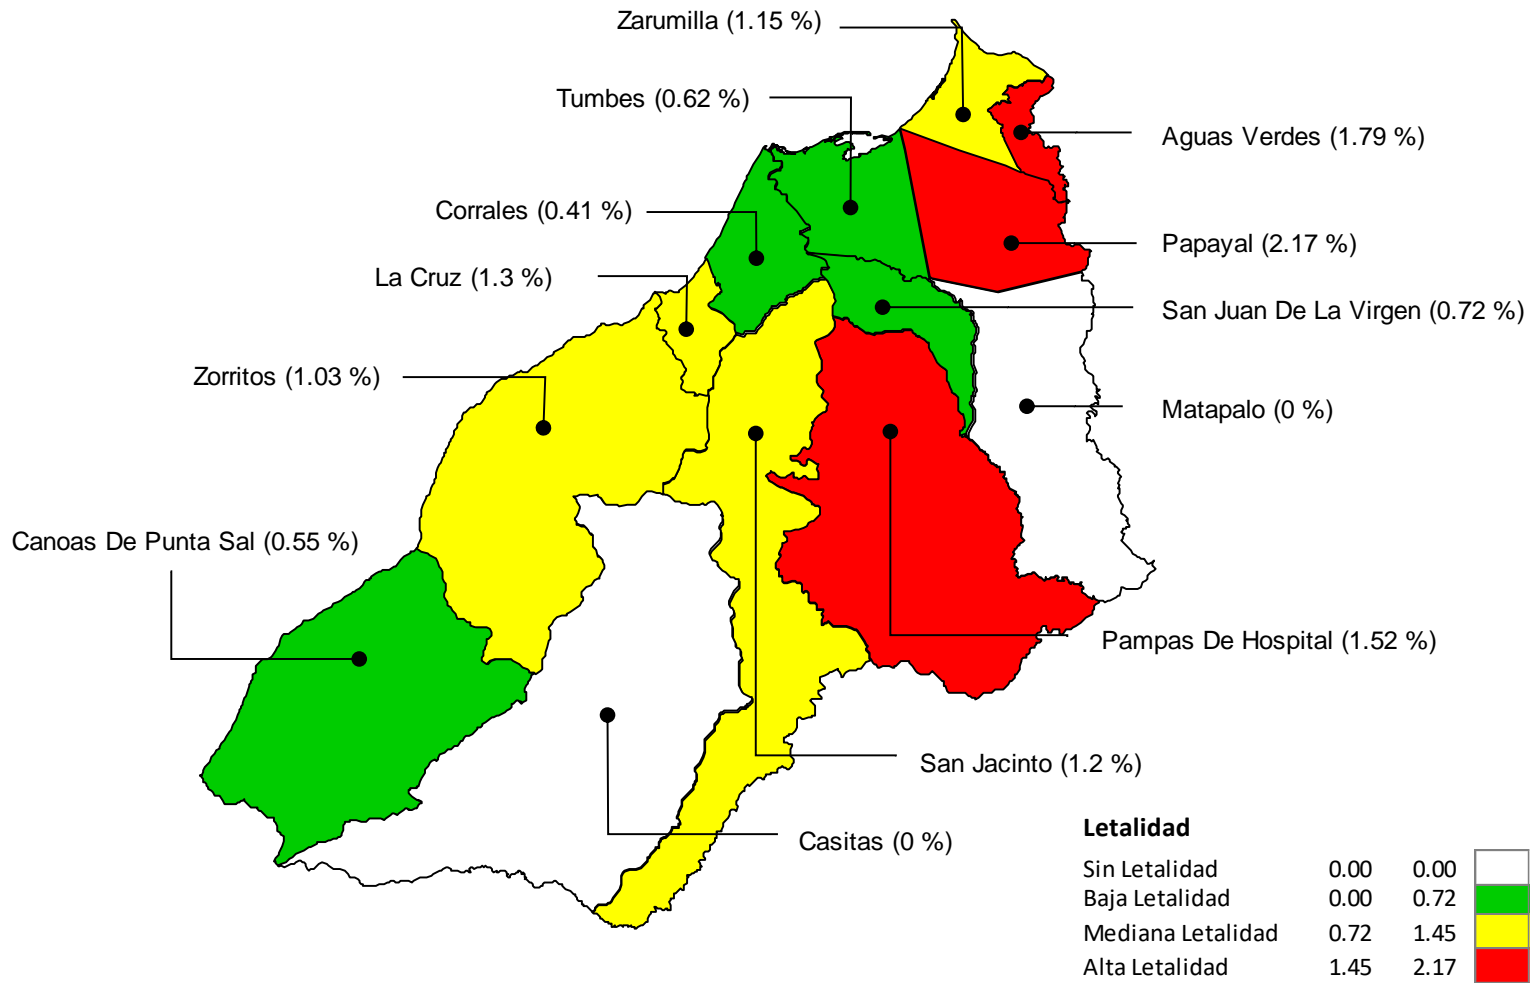 Zarumilla (1.15 %)
Tumbes (0.62 %)
Aguas Verdes (1.79 %)
Corrales (0.41 %)
Papayal (2.17 %)
La Cruz (1.3 %)
San Juan De La Virgen (0.72 %)
Zorritos (1.03 %)
Matapalo (0 %)
Canoas De Punta Sal (0.55 %)
Pampas De Hospital (1.52 %)
San Jacinto (1.2 %)
Casitas (0 %)
Letalidad
Sin Letalidad 0.00 0.00
Baja Letalidad 0.00 0.72
Mediana Letalidad 0.72 1.45
Alta Letalidad 1.45 2.17